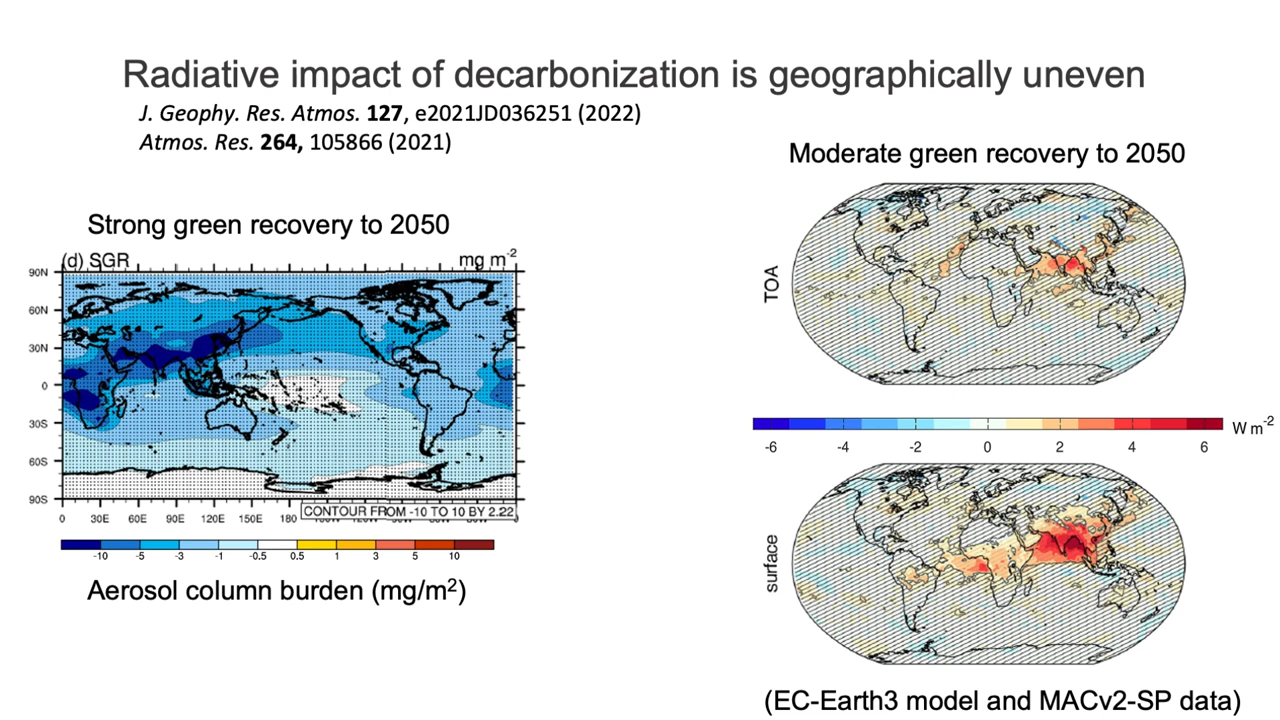 Radiative impact of decarbonization is geographically uneven
J. Geophy. Res. Atmos. 127, e2021JD036251 (2022)
Atmos. Res. 264, 105866 (2021)
Strong green recovery to 2050
(d) SGR mg m-2
90N
60N
30N
0
30S
60S
90S
0 30E 60E 90E 120E 150E 180
CONTOUR FROM -10 TO 10 BY 2.22
-10 -5 -3 -1 -0.5 0.5 1 3 5 10
Aerosol column burden (mg/m2)
Moderate green recovery to 2050
TOA
-6 -4 -2 0 2 4 6 W m-2
surface
(EC-Earth3 model and MACv2-SP data)